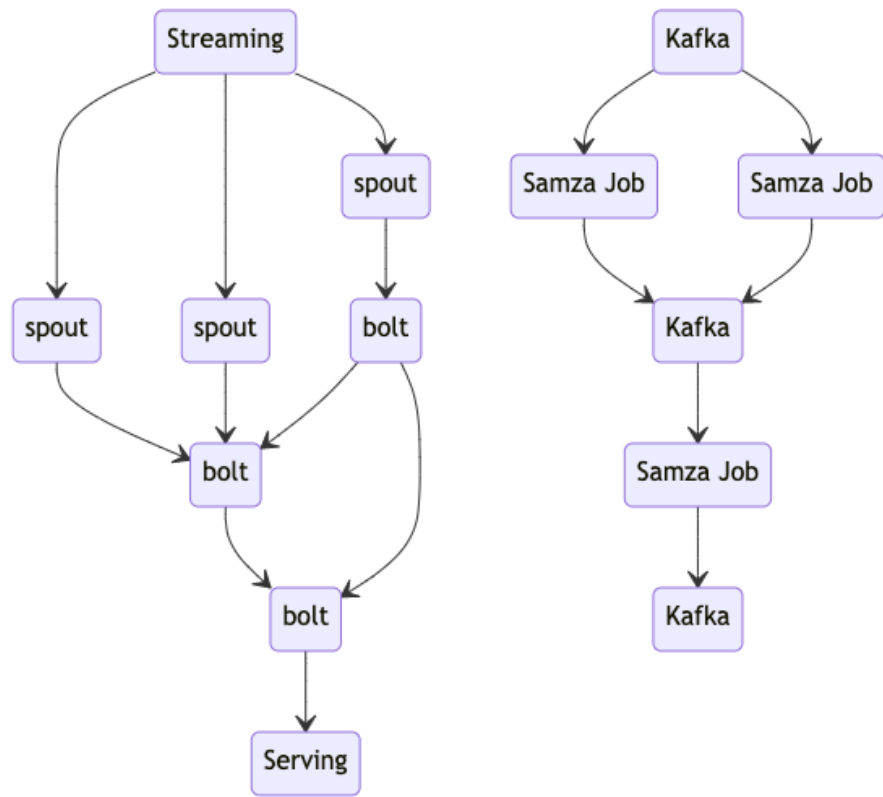 Streaming
Kafka
spout
Samza Job
Samza Job
spout
spout
bolt
Kafka
bolt
Samza Job
bolt
Kafka
Serving